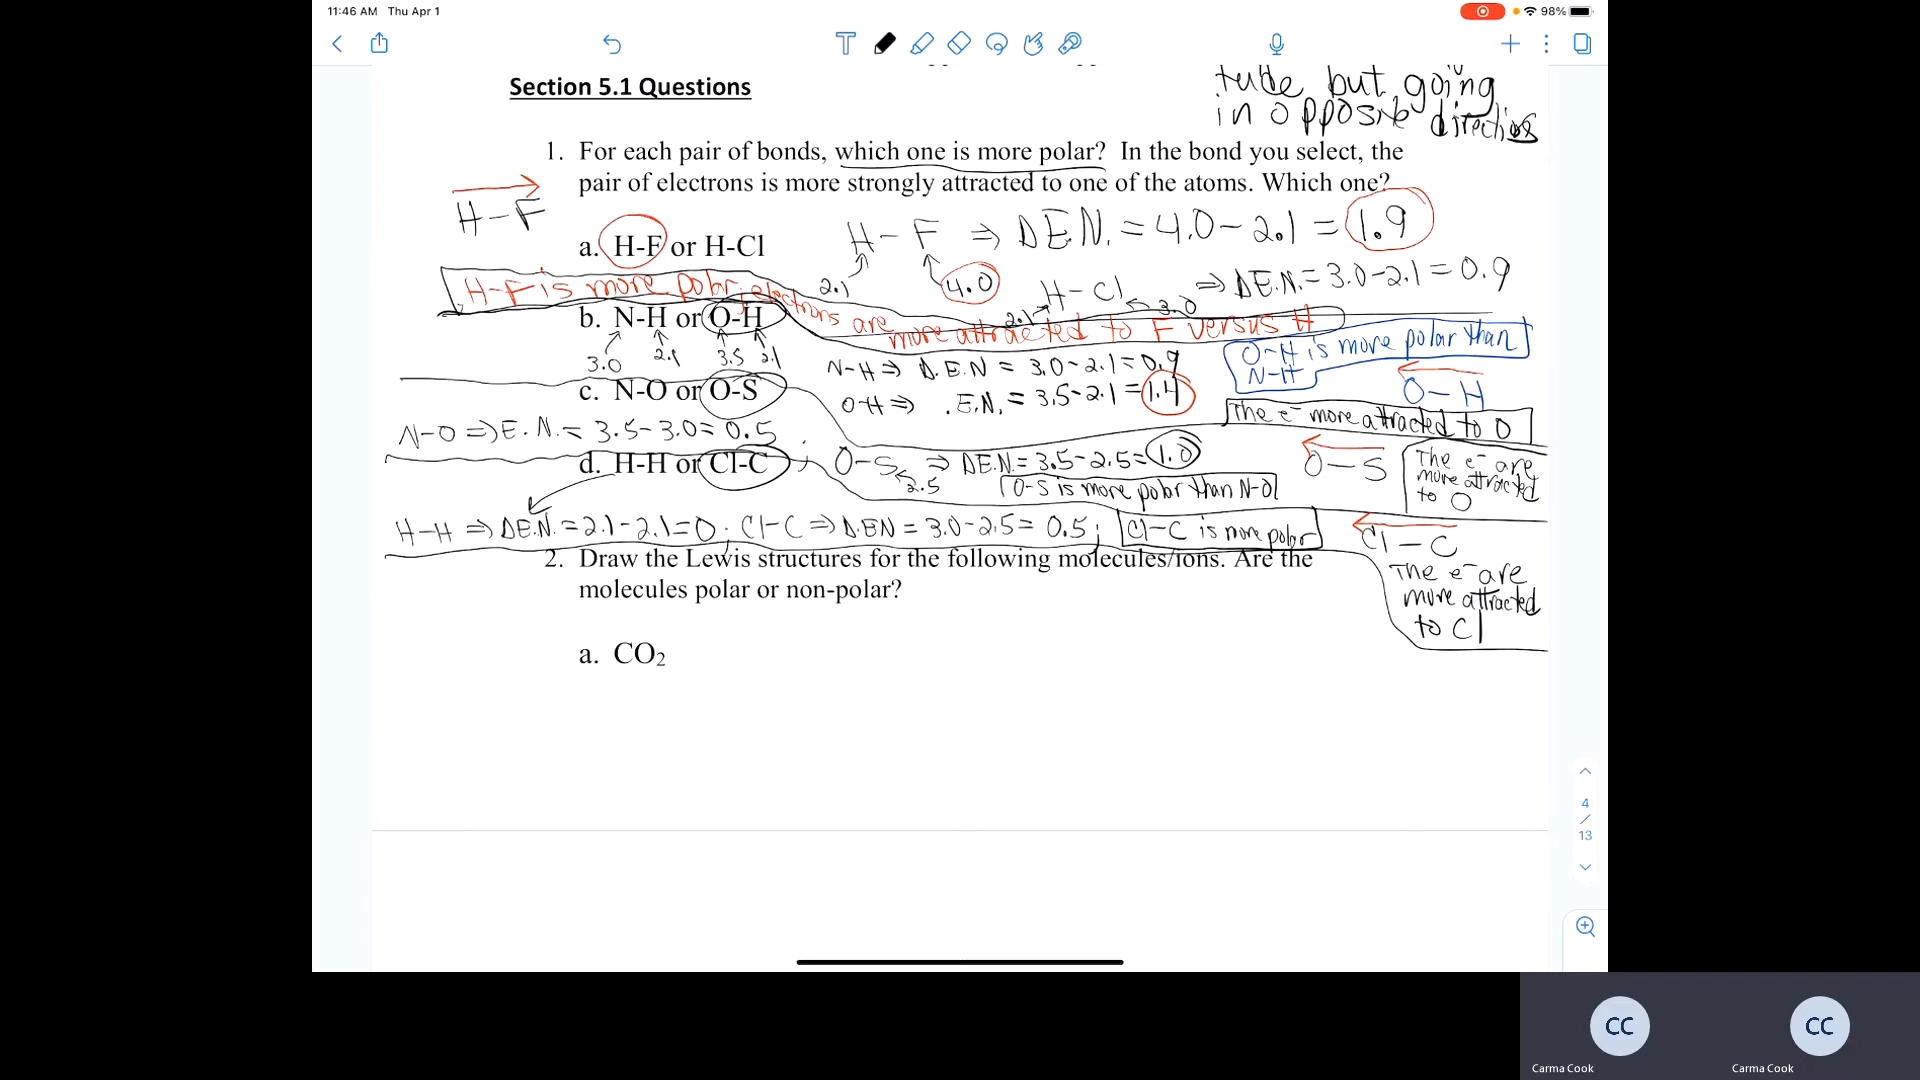 11:46 AM Thu Apr 1
98%
Section 5.1 Questions
tude but going
in opposite directions
1. For each pair of bonds, which one is more polar? In the bond you select, the
pair of electrons is more strongly attracted to one of the atoms. Which one?
H-F
a. H-F or H-Cl
H-F ⇒ ΔE.N. = 4.0-2.1 = 1.9
2.1 4.0
H-Cl ⇒ ΔE.N. = 3.0-2.1 = 0.9
2.1 3.0
H-F is more polar; electrons are more attracted to F versus H
b. N-H or O-H
3.0 2.1 3.5 2.1
N-H ⇒ Δ.E.N = 3.0-2.1 = 0.9
O-H ⇒ .E.N. = 3.5-2.1 = 1.4
O-H is more polar than
N-H
O-H
The e⁻ more attracted to O
c. N-O or O-S
N-O ⇒ E.N. = 3.5-3.0 = 0.5 ;
O-S ⇒ ΔE.N. = 3.5-2.5 = 1.0
2.5
O-S is more polar than N-O
O-S
The e⁻ are
more attracted
to O
d. H-H or Cl-C
H-H ⇒ ΔE.N. = 2.1-2.1 = 0 ; Cl-C ⇒ Δ.EN = 3.0-2.5 = 0.5 ; Cl-C is more polar
Cl-C
The e⁻ are
more attracted
to Cl
2. Draw the Lewis structures for the following molecules/ions. Are the
molecules polar or non-polar?
a. CO₂
4
/
13
CC CC
Carma Cook Carma Cook